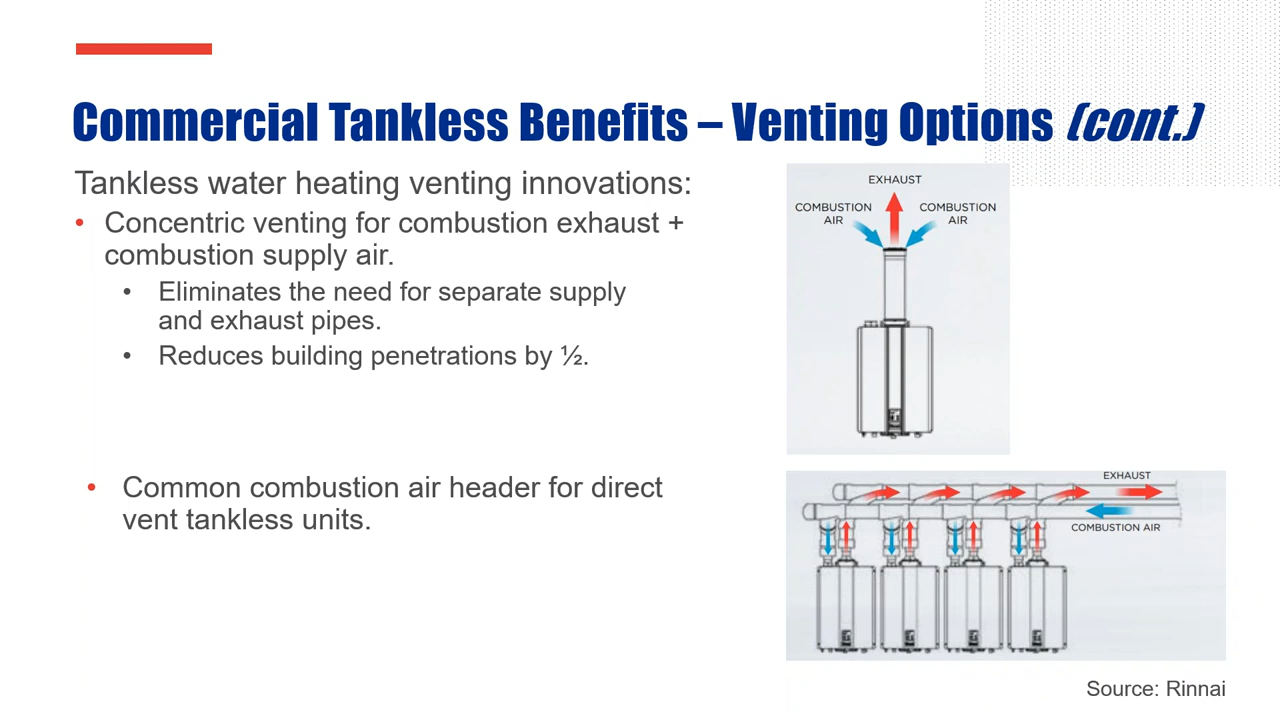 Commercial Tankless Benefits – Venting Options (cont.)
Tankless water heating venting innovations:
• Concentric venting for combustion exhaust +
combustion supply air.
• Eliminates the need for separate supply
and exhaust pipes.
• Reduces building penetrations by ½.
• Common combustion air header for direct
vent tankless units.
EXHAUST
COMBUSTION
AIR
COMBUSTION
AIR
EXHAUST
COMBUSTION AIR
Source: Rinnai